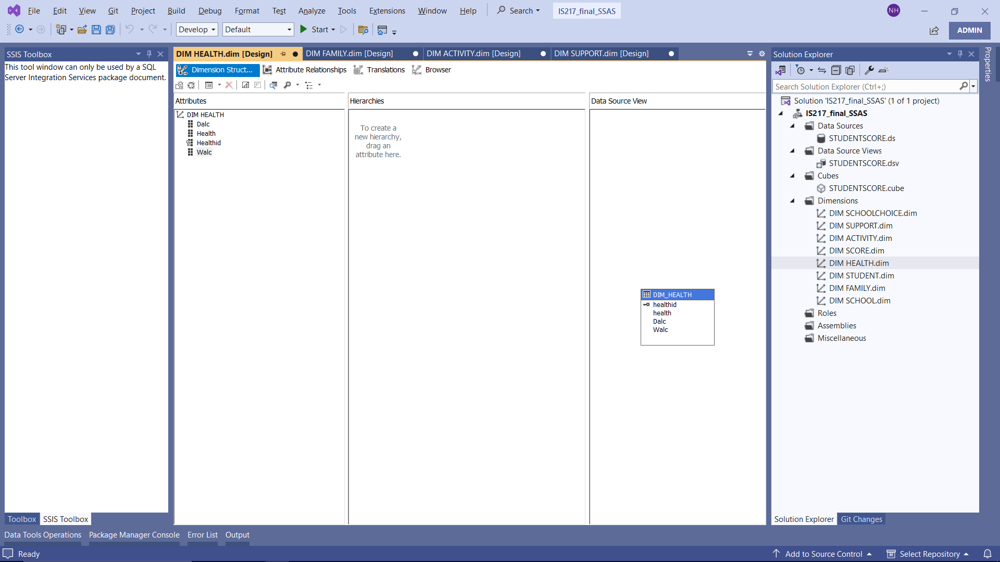 File Edit View Git Project Build Debug Format Test Analyze Tools Extensions Window Help Search IS217_final_SSAS NH
Develop Default Start ADMIN
SSIS Toolbox
This tool window can only be used by a SQL
Server Integration Services package document.
DIM HEALTH.dim [Design] DIM FAMILY.dim [Design] DIM ACTIVITY.dim [Design] DIM SUPPORT.dim [Design]
Dimension Struct... Attribute Relationships Translations Browser
Attributes
DIM HEALTH
Dalc
Health
Healthid
Walc
Hierarchies
To create a
new hierarchy,
drag an
attribute here.
Data Source View
DIM_HEALTH
healthid
health
Dalc
Walc
Solution Explorer
Search Solution Explorer (Ctrl+;)
Solution 'IS217_final_SSAS' (1 of 1 project)
IS217_final_SSAS
Data Sources
STUDENTSCORE.ds
Data Source Views
STUDENTSCORE.dsv
Cubes
STUDENTSCORE.cube
Dimensions
DIM SCHOOLCHOICE.dim
DIM SUPPORT.dim
DIM ACTIVITY.dim
DIM SCORE.dim
DIM HEALTH.dim
DIM STUDENT.dim
DIM FAMILY.dim
DIM SCHOOL.dim
Roles
Assemblies
Miscellaneous
Properties
Toolbox SSIS Toolbox
Solution Explorer Git Changes
Data Tools Operations Package Manager Console Error List Output
Ready Add to Source Control Select Repository